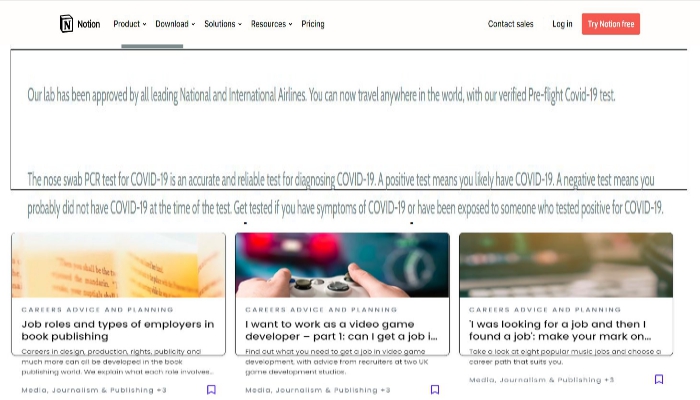 Notion Product Download Solutions Resources Pricing Contact sales Log in Try Notion free
Our lab has been approved by all leading National and International Airlines. You can now travel anywhere in the world, with our verified Pre-flight Covid-19 test.
The nose swab PCR test for COVID-19 is an accurate and reliable test for diagnosing COVID-19. A positive test means you likely have COVID-19. A negative test means you
probably did not have COVID-19 at the time of the test. Get tested if you have symptoms of COVID-19 or have been exposed to someone who tested positive for COVID-19.
CAREERS ADVICE AND PLANNING
Job roles and types of employers in
book publishing
Careers in design, production, rights, publicity and
much more can all be developed in the book
publishing world. We explain what each role involves..
Media, Journalism & Publishing +3
CAREERS ADVICE AND PLANNING
I want to work as a video game
developer – part 1: can I get a job i...
Find out what you need to get a job in video game
development, with advice from recruiters at two UK
game development studios.
Media, Journalism & Publishing +3
CAREERS ADVICE AND PLANNING
'I was looking for a job and then I
found a job': make your mark on...
Take a look at eight popular music jobs and choose a
career path that suits you.
Media, Journalism & Publishing +3